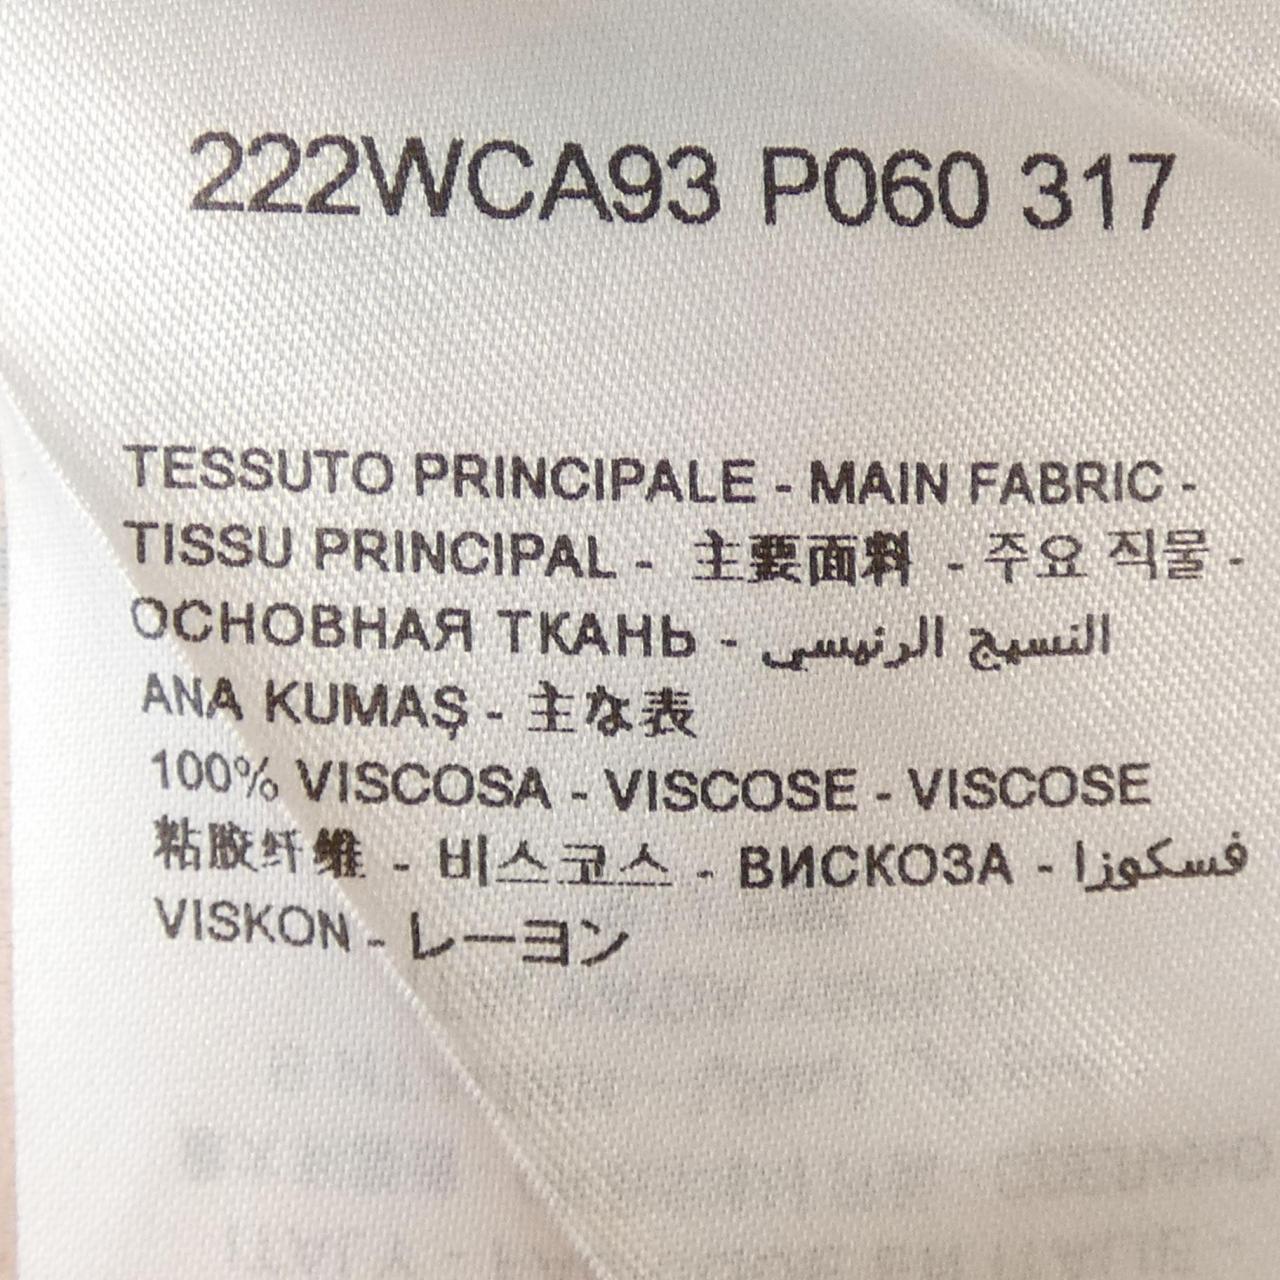 222WCA93 P060 317
TESSUTO PRINCIPALE - MAIN FABRIC -
TISSU PRINCIPAL - 主要面料 - 주요 직물 -
ОСНОВНАЯ ТКАНЬ - النسيج الرئيسي
ANA KUMAŞ - 主な表
100% VISCOSA - VISCOSE - VISCOSE
粘胶纤维 - 비스코스 - ВИСКОЗА - فسكوزا
VISKON - レーヨン